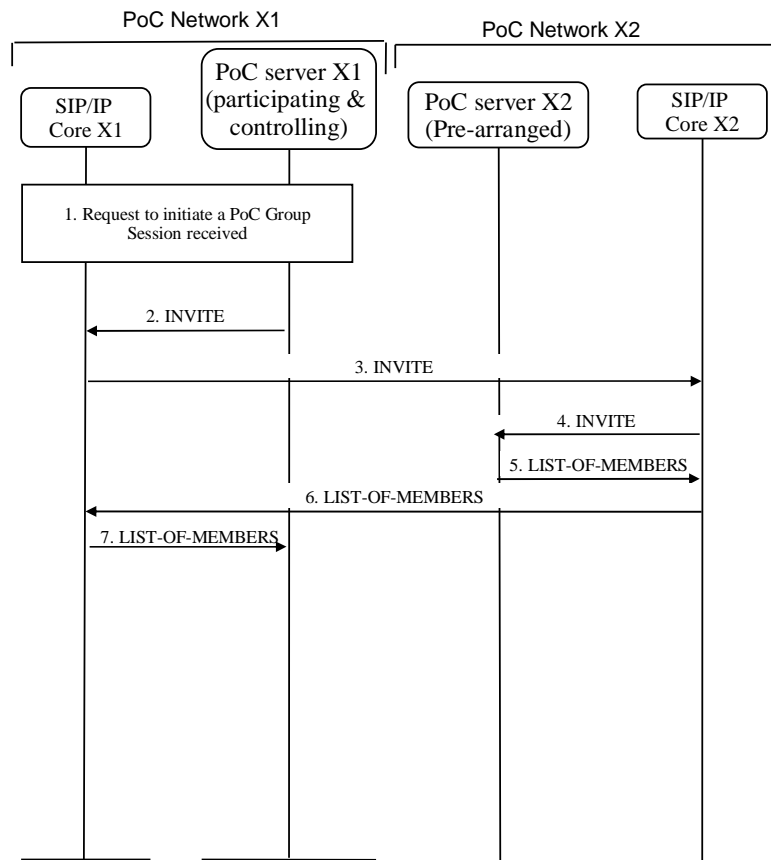 PoC Network X1
PoC Network X2
SIP/IP
Core X1
PoC server X1
(participating &
controlling)
PoC server X2
(Pre-arranged)
SIP/IP
Core X2
1. Request to initiate a PoC Group
Session received
2. INVITE
3. INVITE
4. INVITE
5. LIST-OF-MEMBERS
6. LIST-OF-MEMBERS
7. LIST-OF-MEMBERS